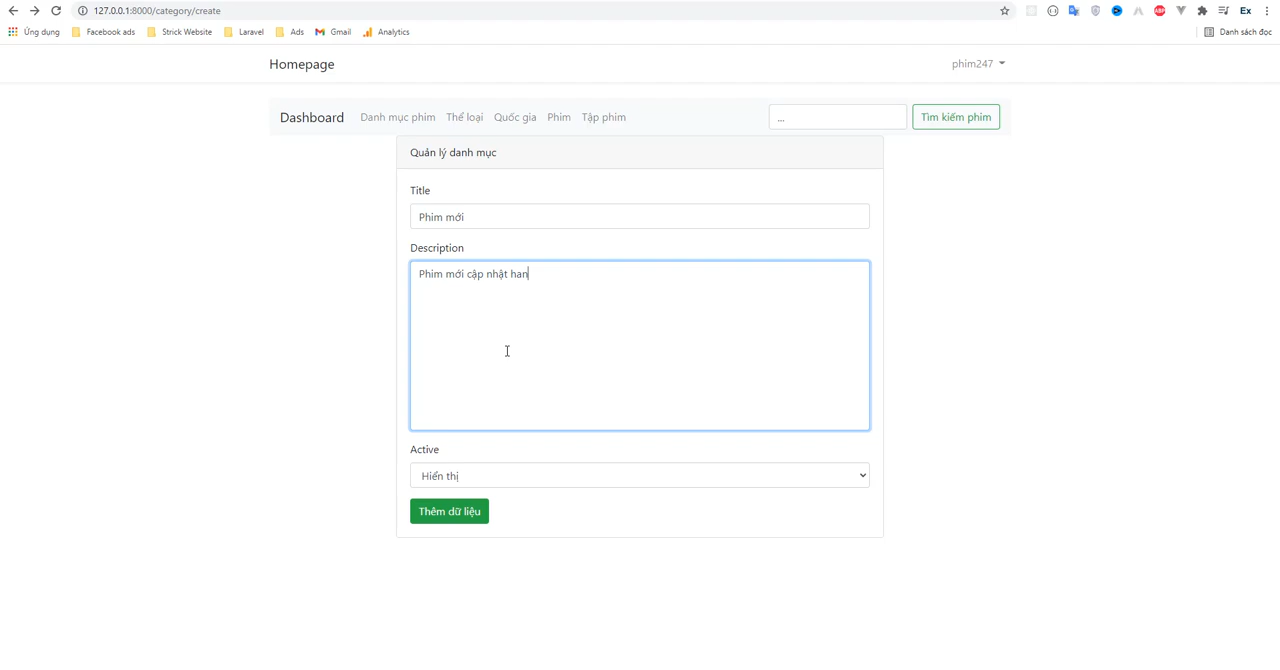 127.0.0.1:8000/category/create
Ứng dụng Facebook ads Strick Website Laravel Ads Gmail Analytics Danh sách đọc
Homepage phim247
Dashboard Danh mục phim Thể loại Quốc gia Phim Tập phim ... Tìm kiếm phim
Quản lý danh mục
Title
Phim mới
Description
Phim mới cập nhật han
Active
Hiển thị
Thêm dữ liệu
ABP
Ex